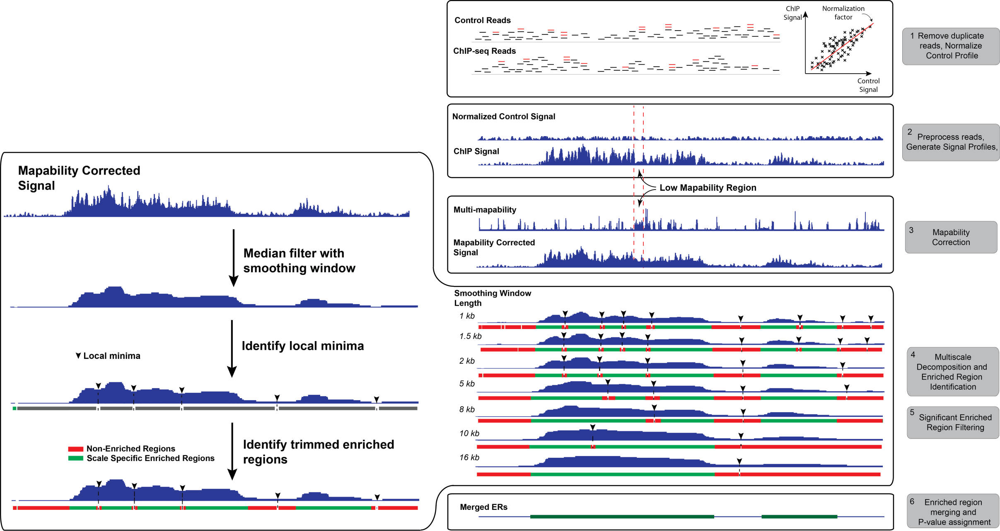 Control Reads
ChIP-seq Reads
ChIP
Signal
Normalization
factor
Control
Signal
1 Remove duplicate
reads, Normalize
Control Profile
Normalized Control Signal
ChIP Signal
2
Preprocess reads,
Generate Signal Profiles,
Low Mapability Region
Multi-mapability
Mapability Corrected
Signal
3
Mapability
Correction
Mapability Corrected
Signal
Median filter with
smoothing window
Identify local minima
Local minima
Identify trimmed enriched
regions
Non-Enriched Regions
Scale Specific Enriched Regions
Smoothing Window
Length
1 kb
1.5 kb
2 kb
5 kb
8 kb
10 kb
16 kb
4
Multiscale
Decomposition and
Enriched Region
Identification
5
Significant Enriched
Region Filtering
Merged ERs
6
Enriched region
merging and
P-value assignment